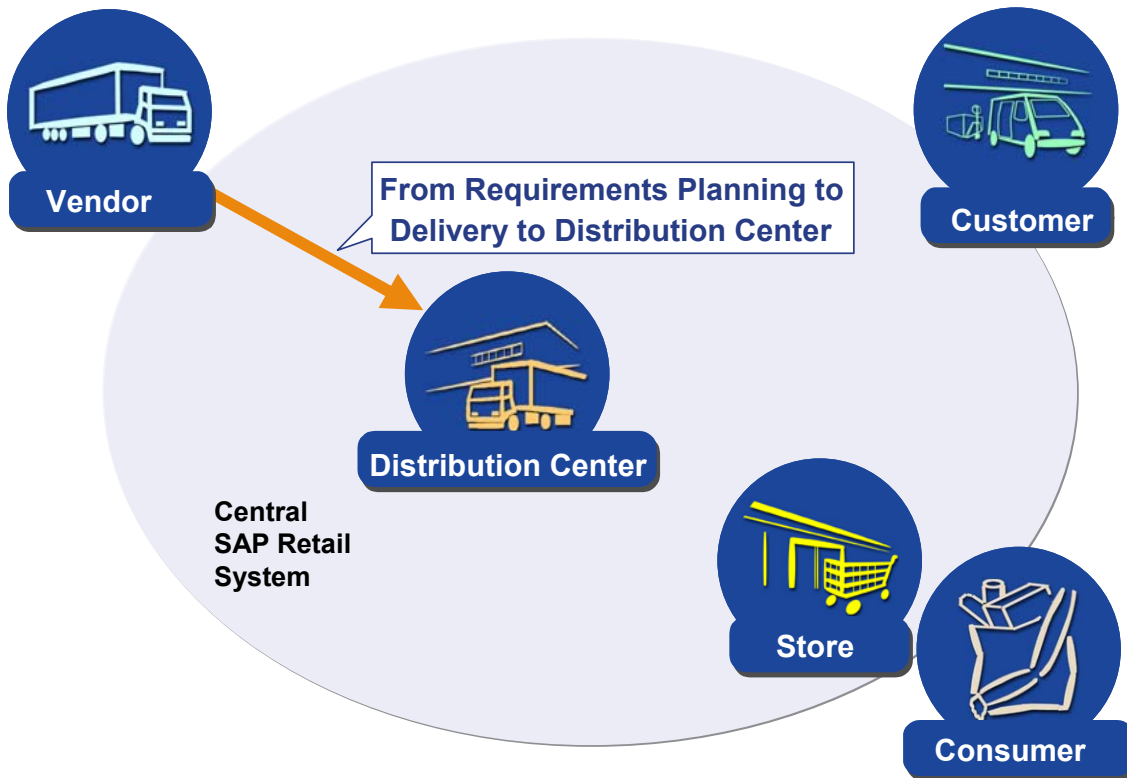 Vendor
Customer
From Requirements Planning to
Delivery to Distribution Center
Distribution Center
Central
SAP Retail
System
Store
Consumer